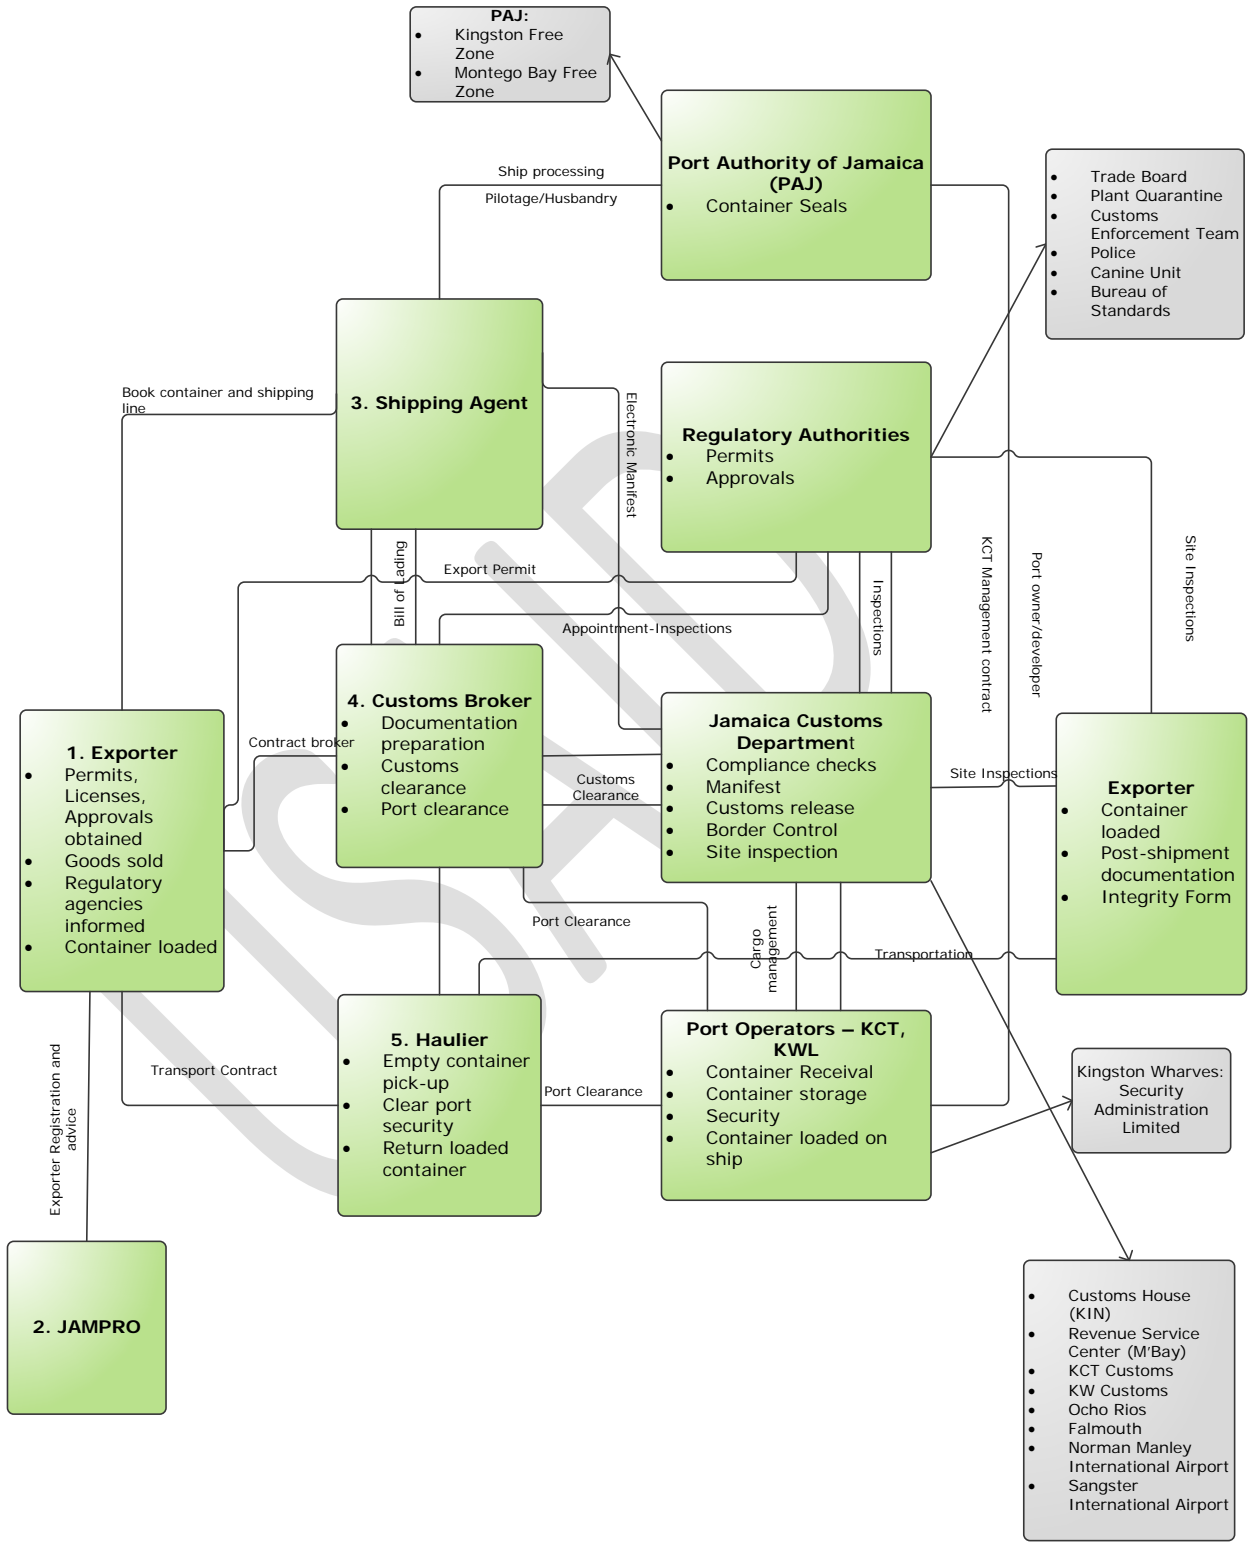 PAJ:
• Kingston Free
Zone
• Montego Bay Free
Zone
Port Authority of Jamaica
(PAJ)
• Container Seals
Ship processing
Pilotage/Husbandry
• Trade Board
• Plant Quarantine
• Customs
Enforcement Team
• Police
• Canine Unit
• Bureau of
Standards
Book container and shipping
line
3. Shipping Agent
Electronic Manifest
Regulatory Authorities
• Permits
• Approvals
Bill of Lading
Export Permit
Appointment-Inspections
Inspections
KCT Management contract
Port owner/developer
Site Inspections
1. Exporter
• Permits,
Licenses,
Approvals
obtained
• Goods sold
• Regulatory
agencies
informed
• Container loaded
Contract broker
4. Customs Broker
• Documentation
preparation
• Customs
clearance
• Port clearance
Customs
Clearance
Jamaica Customs
Department
• Compliance checks
• Manifest
• Customs release
• Border Control
• Site inspection
Site Inspections
Exporter
• Container
loaded
• Post-shipment
documentation
• Integrity Form
Port Clearance
Cargo
management
Transportation
Exporter Registration and
advice
Transport Contract
5. Haulier
• Empty container
pick-up
• Clear port
security
• Return loaded
container
Port Clearance
Port Operators – KCT,
KWL
• Container Receival
• Container storage
• Security
• Container loaded on
ship
Kingston Wharves:
Security
Administration
Limited
2. JAMPRO
• Customs House
(KIN)
• Revenue Service
Center (M’Bay)
• KCT Customs
• KW Customs
• Ocho Rios
• Falmouth
• Norman Manley
International Airport
• Sangster
International Airport
USAID